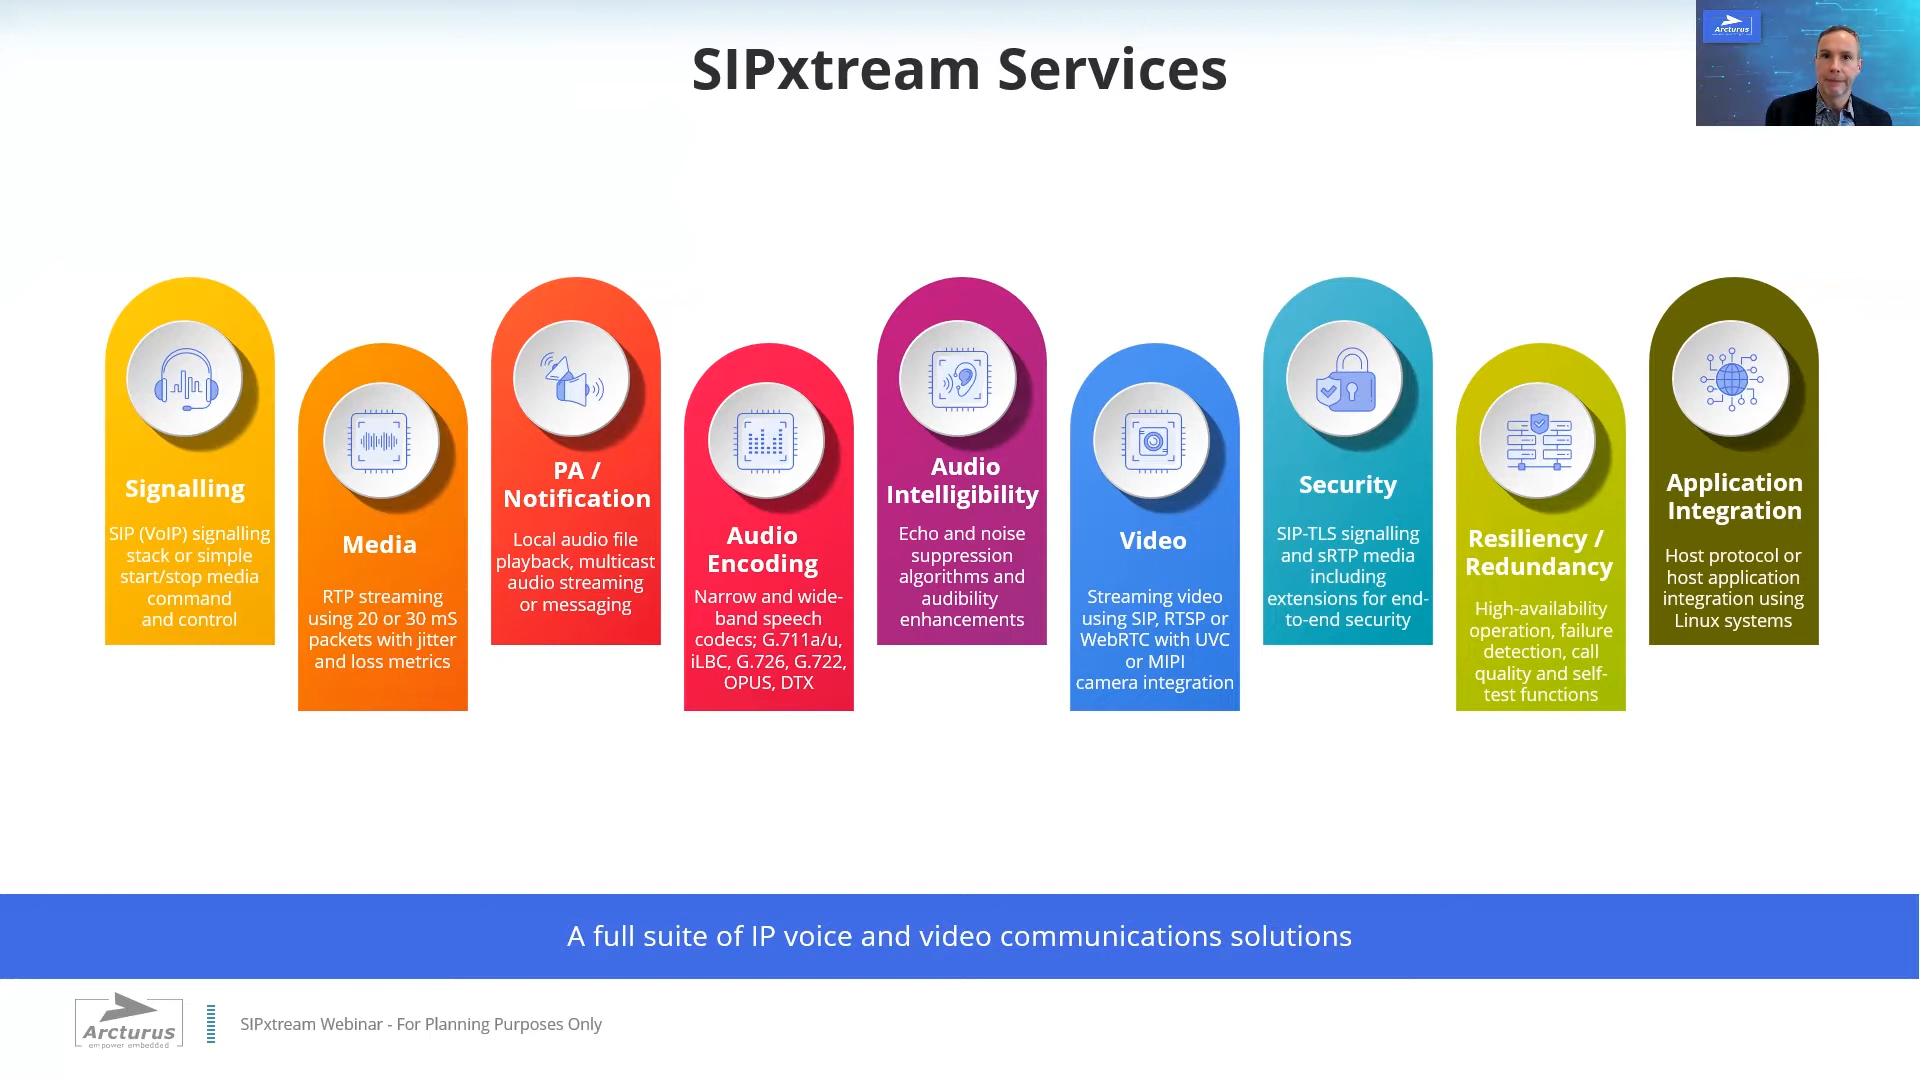 SIPxtream Services
Arcturus
Signalling
SIP (VoIP) signalling
stack or simple
start/stop media
command
and control
Media
RTP streaming
using 20 or 30 mS
packets with jitter
and loss metrics
PA /
Notification
Local audio file
playback, multicast
audio streaming
or messaging
Audio
Encoding
Narrow and wide-
band speech
codecs; G.711a/u,
iLBC, G.726, G.722,
OPUS, DTX
Audio
Intelligibility
Echo and noise
suppression
algorithms and
audibility
enhancements
Video
Streaming video
using SIP, RTSP or
WebRTC with UVC
or MIPI
camera integration
Security
SIP-TLS signalling
and sRTP media
including
extensions for end-
to-end security
Resiliency /
Redundancy
High-availability
operation, failure
detection, call
quality and self-
test functions
Application
Integration
Host protocol or
host application
integration using
Linux systems
A full suite of IP voice and video communications solutions
Arcturus
empower embedded
SIPxtream Webinar - For Planning Purposes Only